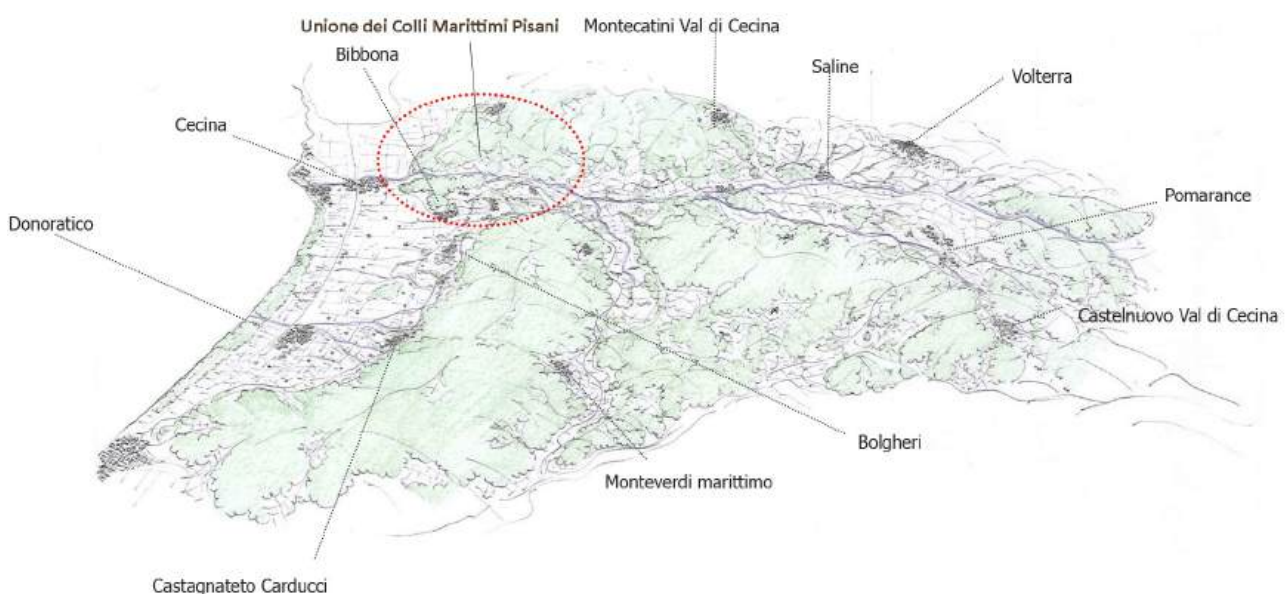 Unione dei Colli Marittimi Pisani
Montecatini Val di Cecina
Bibbona
Saline
Volterra
Cecina
Pomarance
Donoratico
Castelnuovo Val di Cecina
Bolgheri
Monteverdi marittimo
Castagnateto Carducci